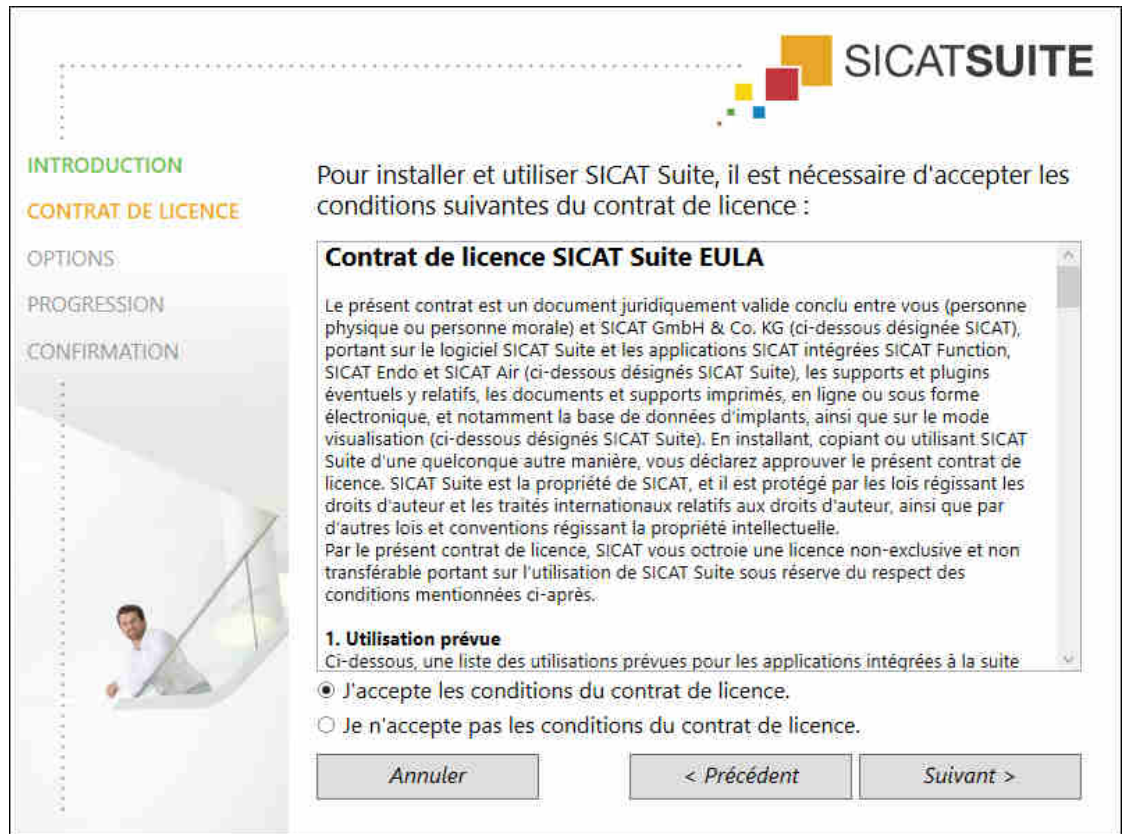 SICATSUITE
INTRODUCTION
CONTRAT DE LICENCE
OPTIONS
PROGRESSION
CONFIRMATION
Pour installer et utiliser SICAT Suite, il est nécessaire d'accepter les
conditions suivantes du contrat de licence :
Contrat de licence SICAT Suite EULA
Le présent contrat est un document juridiquement valide conclu entre vous (personne
physique ou personne morale) et SICAT GmbH & Co. KG (ci-dessous désignée SICAT),
portant sur le logiciel SICAT Suite et les applications SICAT intégrées SICAT Function,
SICAT Endo et SICAT Air (ci-dessous désignés SICAT Suite), les supports et plugins
éventuels y relatifs, les documents et supports imprimés, en ligne ou sous forme
électronique, et notamment la base de données d'implants, ainsi que sur le mode
visualisation (ci-dessous désignés SICAT Suite). En installant, copiant ou utilisant SICAT
Suite d'une quelconque autre manière, vous déclarez approuver le présent contrat de
licence. SICAT Suite est la propriété de SICAT, et il est protégé par les lois régissant les
droits d'auteur et les traités internationaux relatifs aux droits d'auteur, ainsi que par
d'autres lois et conventions régissant la propriété intellectuelle.
Par le présent contrat de licence, SICAT vous octroie une licence non-exclusive et non
transférable portant sur l'utilisation de SICAT Suite sous réserve du respect des
conditions mentionnées ci-après.
1. Utilisation prévue
Ci-dessous, une liste des utilisations prévues pour les applications intégrées à la suite
J'accepte les conditions du contrat de licence.
Je n'accepte pas les conditions du contrat de licence.
Annuler
< Précédent
Suivant >